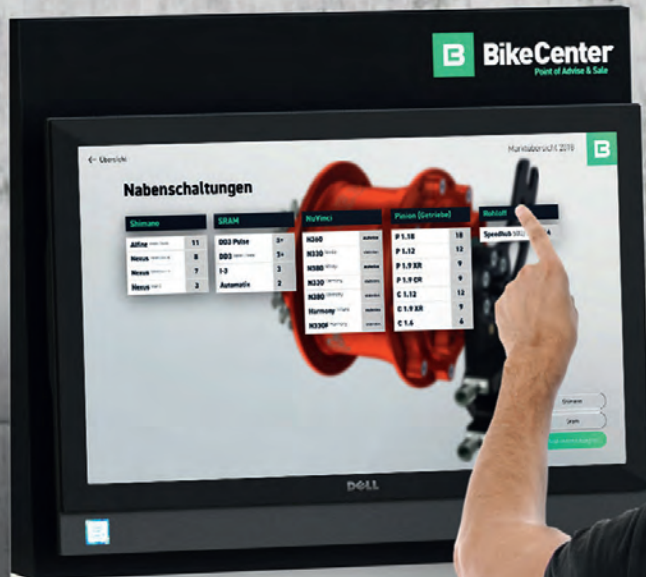 B BikeCenter
Point of Advise & Sale
← Übersicht
Marktübersicht 2018
B
Nabenschaltungen
Shimano
Alfine 11
Nexus 8
Nexus 7
Nexus 3
SRAM
DD3 Pulse 3+
DD3 3+
I-3 3
Automatix 2
NuVinci
N360
N330
N380
N330
N380
Harmony
N330F
Pinion (Getriebe)
P 1.18 18
P 1.12 12
P 1.9 XR 9
P 1.9 CR 9
C 1.12 12
C 1.9 XR 9
C 1.6 6
Rohloff
Speedhub
Shimano
Sram
DELL